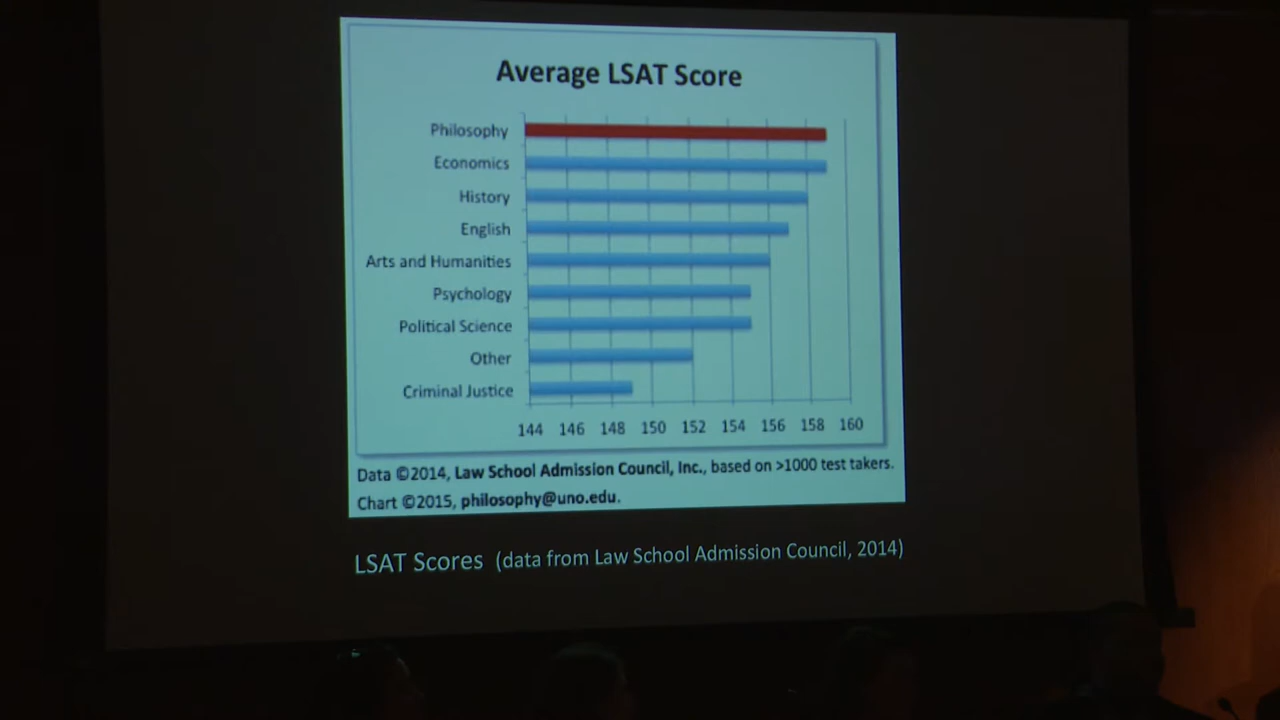 Average LSAT Score
Philosophy
Economics
History
English
Arts and Humanities
Psychology
Political Science
Other
Criminal Justice
144 146 148 150 152 154 156 158 160
Data ©2014, Law School Admission Council, Inc., based on >1000 test takers.
Chart ©2015, philosophy@uno.edu.
LSAT Scores (data from Law School Admission Council, 2014)